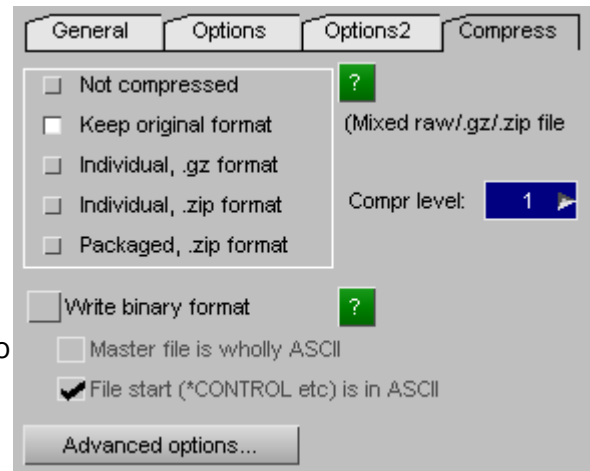 General Options Options2 Compress
Not compressed ?
Keep original format (Mixed raw/.gz/.zip file
Individual, .gz format
Individual, .zip format Compr level: 1
Packaged, .zip format
Write binary format ?
o Master file is wholly ASCII
File start (*CONTROL etc) is in ASCII
Advanced options...